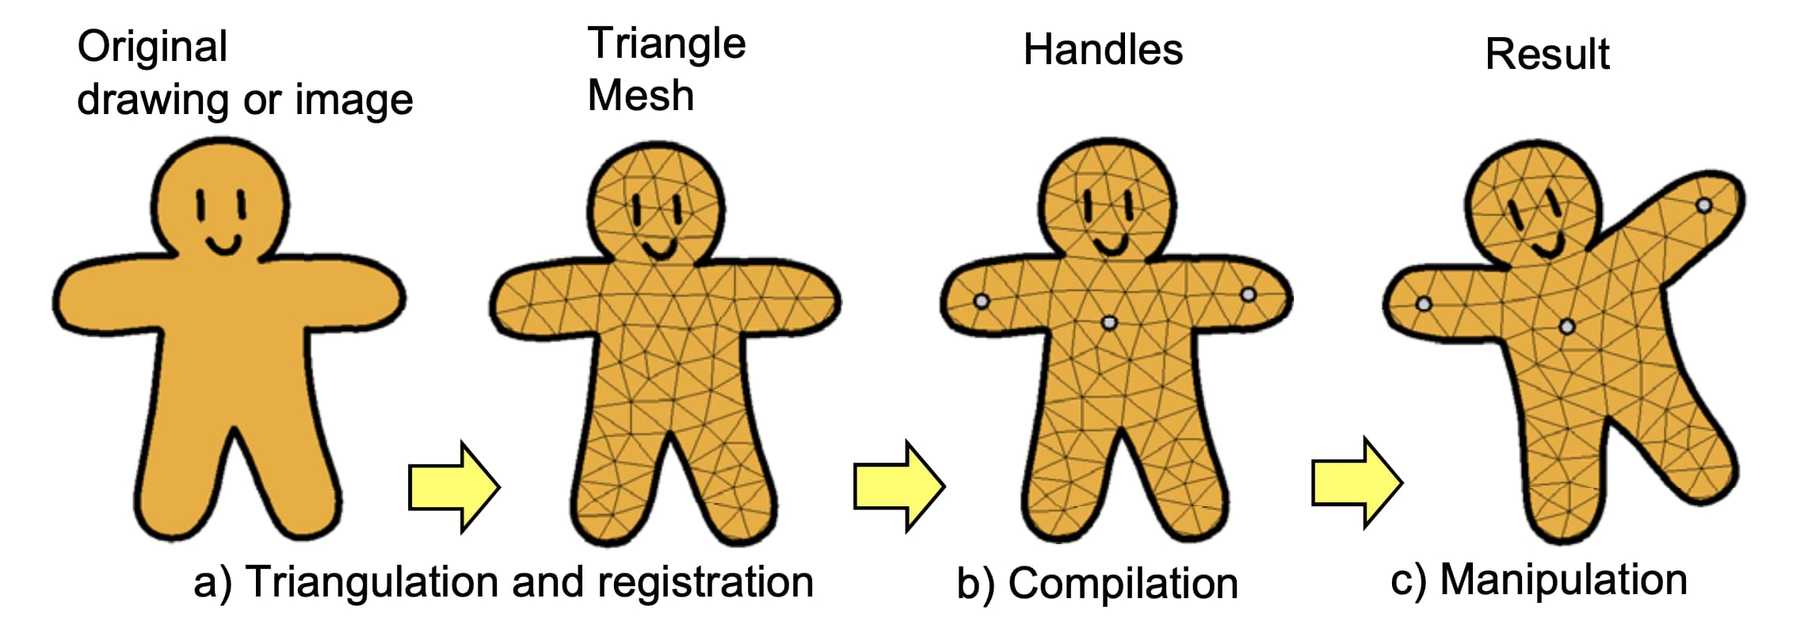 Original
drawing or image
Triangle
Mesh
Handles
Result
a) Triangulation and registration
b) Compilation
c) Manipulation